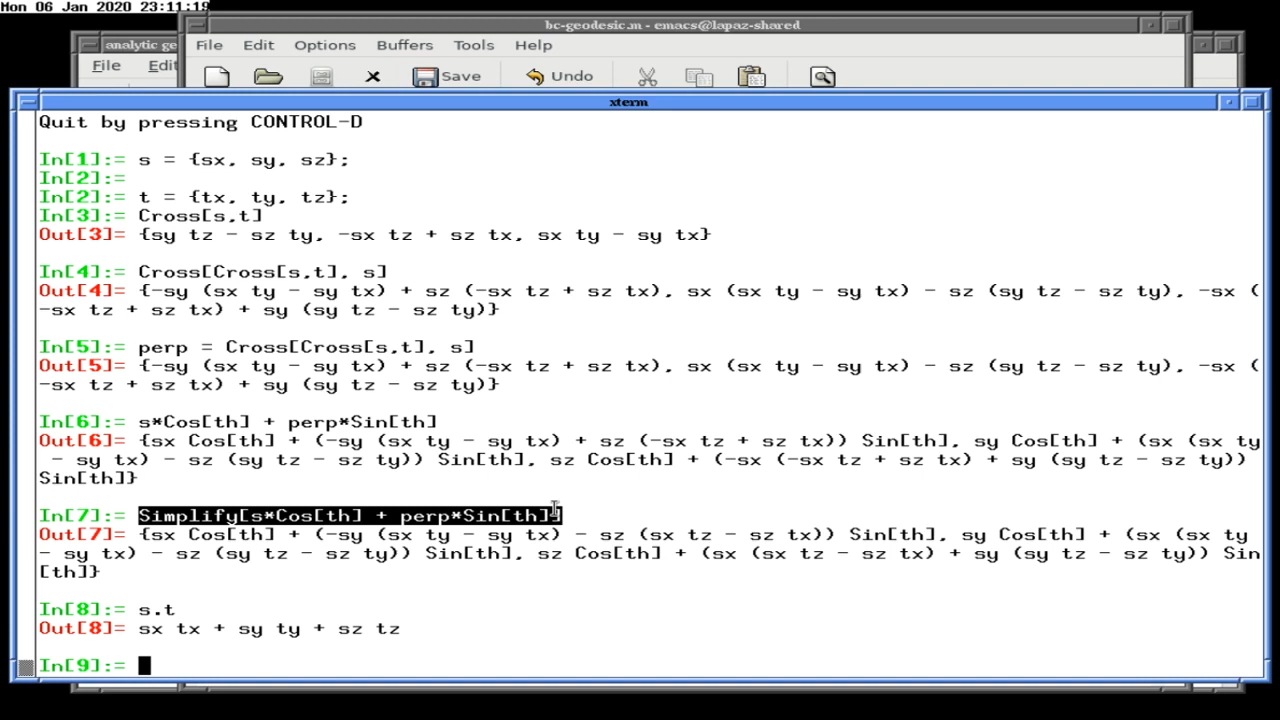 Mon 06 Jan 2020 23:11:19
bc-geodesic.m - emacs@lapaz-shared
analytic ge
File Edit Options Buffers Tools Help
File Edit
Save Undo
xterm
Quit by pressing CONTROL-D
In[1]:= s = {sx, sy, sz};
In[2]:=
In[2]:= t = {tx, ty, tz};
In[3]:= Cross[s,t]
Out[3]= {sy tz - sz ty, -sx tz + sz tx, sx ty - sy tx}
In[4]:= Cross[Cross[s,t], s]
Out[4]= {-sy (sx ty - sy tx) + sz (-sx tz + sz tx), sx (sx ty - sy tx) - sz (sy tz - sz ty), -sx (
-sx tz + sz tx) + sy (sy tz - sz ty)}
In[5]:= perp = Cross[Cross[s,t], s]
Out[5]= {-sy (sx ty - sy tx) + sz (-sx tz + sz tx), sx (sx ty - sy tx) - sz (sy tz - sz ty), -sx (
-sx tz + sz tx) + sy (sy tz - sz ty)}
In[6]:= s*Cos[th] + perp*Sin[th]
Out[6]= {sx Cos[th] + (-sy (sx ty - sy tx) + sz (-sx tz + sz tx)) Sin[th], sy Cos[th] + (sx (sx ty
- sy tx) - sz (sy tz - sz ty)) Sin[th], sz Cos[th] + (-sx (-sx tz + sz tx) + sy (sy tz - sz ty))
Sin[th]}
In[7]:= Simplify[s*Cos[th] + perp*Sin[th]]
Out[7]= {sx Cos[th] + (-sy (sx ty - sy tx) - sz (sx tz - sz tx)) Sin[th], sy Cos[th] + (sx (sx ty
- sy tx) - sz (sy tz - sz ty)) Sin[th], sz Cos[th] + (sx (sx tz - sz tx) + sy (sy tz - sz ty)) Sin
[th]}
In[8]:= s.t
Out[8]= sx tx + sy ty + sz tz
In[9]:=